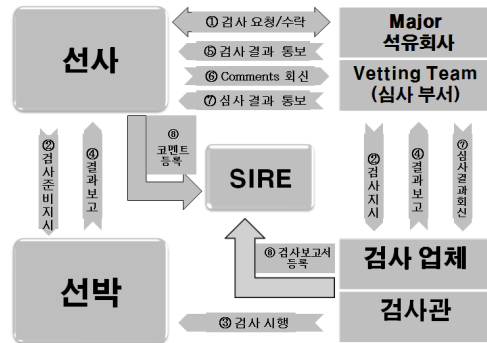 ① 검사 요청/수락
Major
석유회사
선사
⑤ 검사 결과 통보
⑥ Comments 회신
Vetting Team
(심사 부서)
⑦ 심사 결과 통보
⑧
코멘트
등록
② 검사준비지시
④ 결과보고
SIRE
② 검사지시
④ 결과보고
⑦ 심사결과회신
선박
⑧ 검사보고서
등록
검사 업체
검사관
③ 검사 시행